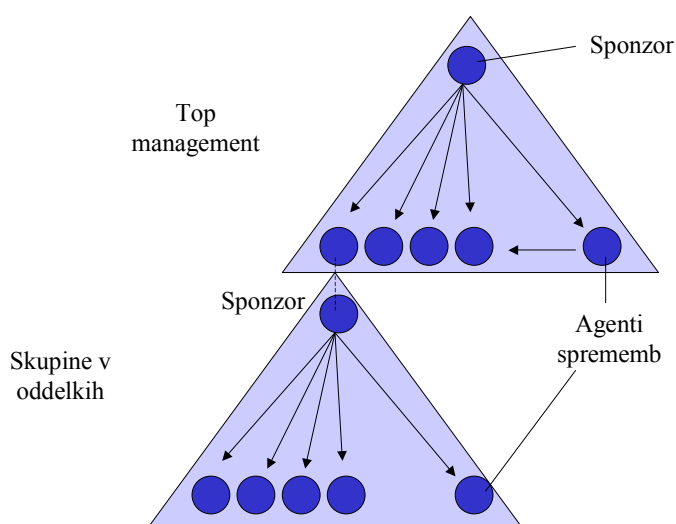 Sponzor
Top
management
Sponzor
Agenti
sprememb
Skupine v
oddelkih